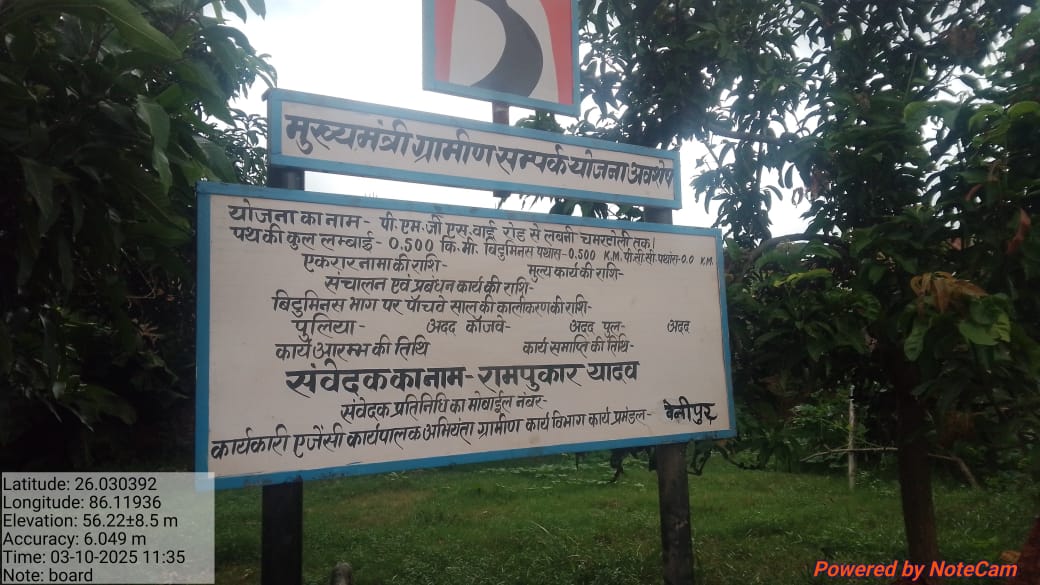 मुख्यमंत्री ग्रामीण सम्पर्क योजना अवशेष
योजना का नाम - पी.एम.जी.एस.वाई रोड से लवनी चमरटोली तक।
पथ की कुल लम्बाई - 0.500 कि.मी. बिटुमिनस पथांस-0.500 K.M. पी.सी.सी.-पथांस-0.0 K.M.
एकरारनामा की राशि- मुल्य कार्य की राशि-
संचालन एवं प्रबंधन कार्य की राशि-
बिटुमिनस भाग पर पाँचवे साल की कालीकरण की राशि-
पुलिया- अदद कॉजवे- अदद पुल- अदद
कार्य आरम्भ की तिथि कार्य समाप्ति की तिथि-
संवेदक का नाम - रामपुकार यादव
संवेदक प्रतिनिधि का मोबाईल नंबर-
कार्यकारी एजेंसी कार्यपालक अभियंता ग्रामीण कार्य विभाग कार्य प्रमंडल- बेनीपुर
Latitude: 26.030392
Longitude: 86.11936
Elevation: 56.22±8.5 m
Accuracy: 6.049 m
Time: 03-10-2025 11:35
Note: board
Powered by NoteCam